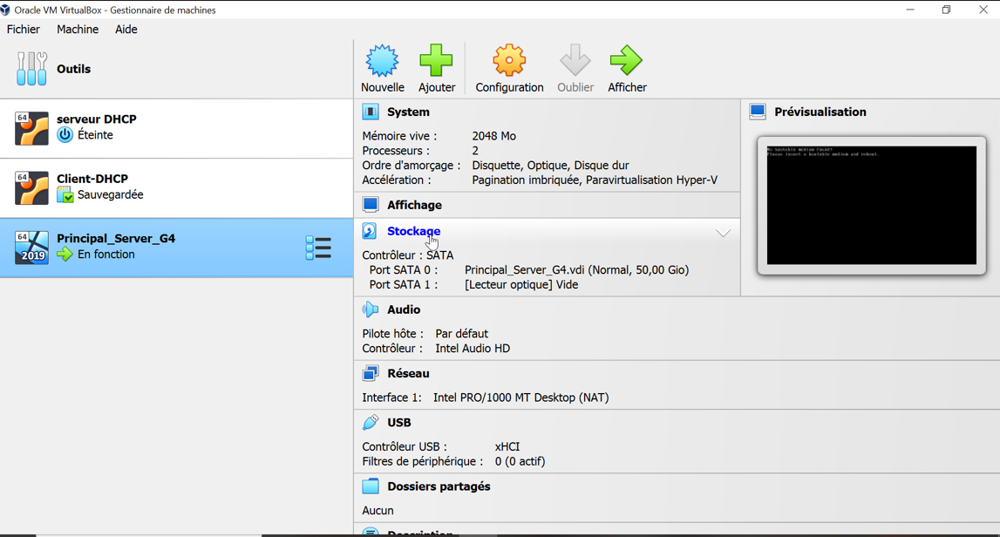 Oracle VM VirtualBox - Gestionnaire de machines
Fichier Machine Aide
Outils
Nouvelle Ajouter Configuration Oublier Afficher
64
serveur DHCP
Éteinte
64
Client-DHCP
Sauvegardée
64
2019
Principal_Server_G4
En fonction
System
Mémoire vive : 2048 Mo
Processeurs : 2
Ordre d'amorçage : Disquette, Optique, Disque dur
Accélération : Pagination imbriquée, Paravirtualisation Hyper-V
Affichage
Stockage
Contrôleur : SATA
Port SATA 0 : Principal_Server_G4.vdi (Normal, 50,00 Gio)
Port SATA 1 : [Lecteur optique] Vide
Audio
Pilote hôte : Par défaut
Contrôleur : Intel Audio HD
Réseau
Interface 1: Intel PRO/1000 MT Desktop (NAT)
USB
Contrôleur USB : xHCI
Filtres de périphérique : 0 (0 actif)
Dossiers partagés
Aucun
Description
Prévisualisation
No bootable medium found!
Please insert a bootable medium and reboot.